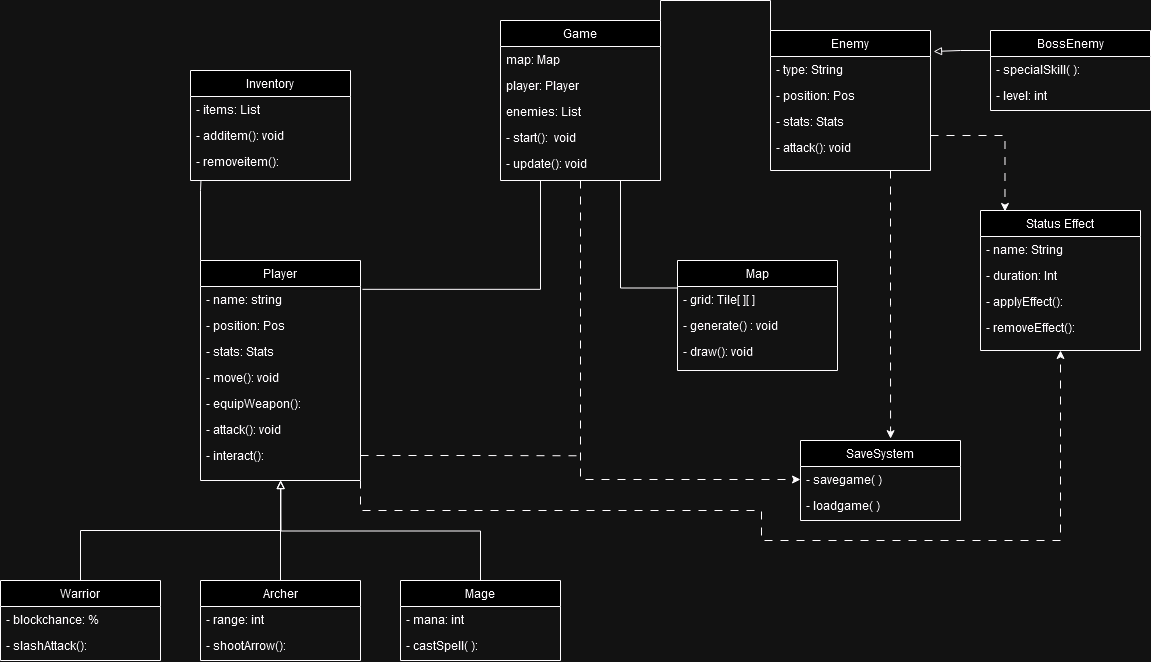 Game
map: Map
player: Player
enemies: List
- start():  void
- update(): void
Enemy
- type: String
- position: Pos
- stats: Stats
- attack(): void
BossEnemy
- specialSkill( ):
- level: int
Inventory
- items: List
- additem(): void
- removeitem():
Status Effect
- name: String
- duration: Int
- applyEffect():
- removeEffect():
Player
- name: string
- position: Pos
- stats: Stats
- move(): void
- equipWeapon():
- attack(): void
- interact():
Map
- grid: Tile[ ][ ]
- generate() : void
- draw(): void
SaveSystem
- savegame( )
- loadgame( )
Warrior
- blockchance: %
- slashAttack():
Archer
- range: int
- shootArrow():
Mage
- mana: int
- castSpell( ):